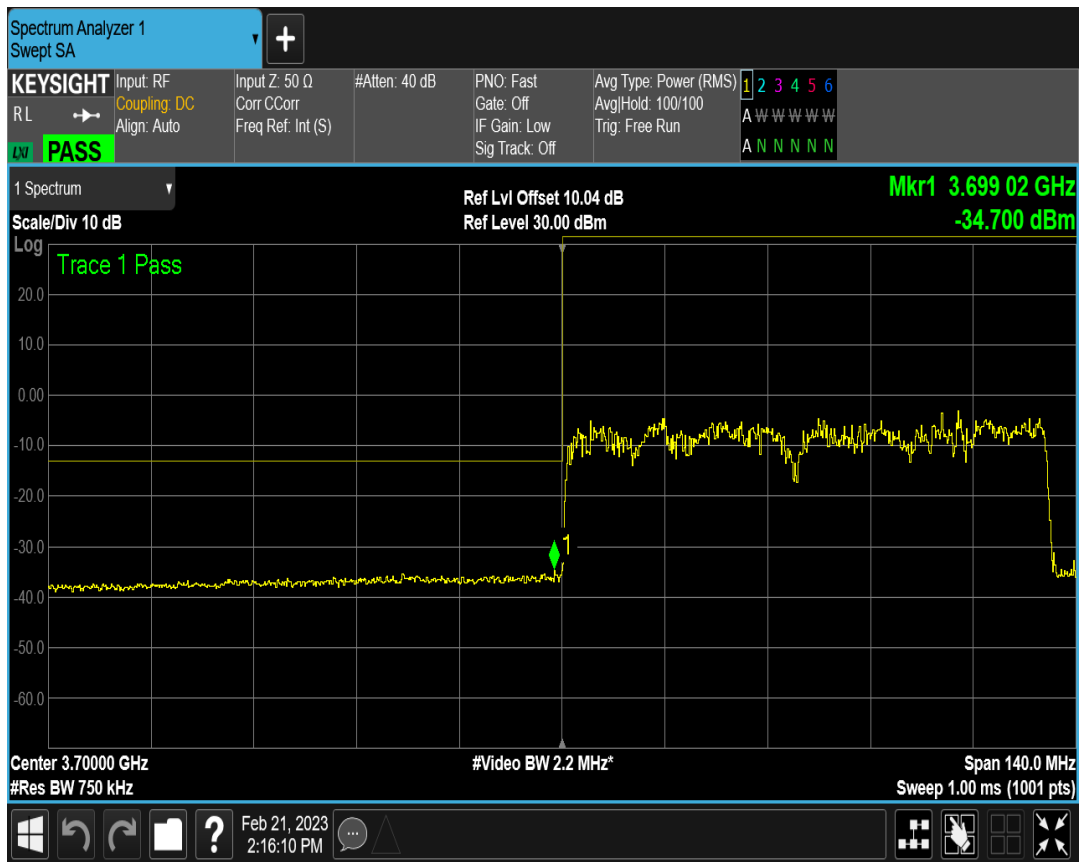 Spectrum Analyzer 1
Swept SA
+
KEYSIGHT
RL
LXI PASS
Input: RF
Coupling: DC
Align: Auto
Input Z: 50 Ω
Corr CCorr
Freq Ref: Int (S)
#Atten: 40 dB
PNO: Fast
Gate: Off
IF Gain: Low
Sig Track: Off
Avg Type: Power (RMS)
Avg|Hold: 100/100
Trig: Free Run
1 2 3 4 5 6
A W W W W W
A N N N N N
1 Spectrum
Scale/Div 10 dB
Ref Lvl Offset 10.04 dB
Ref Level 30.00 dBm
Mkr1 3.699 02 GHz
-34.700 dBm
Log
Trace 1 Pass
20.0
10.0
0.00
-10.0
-20.0
-30.0
1
-40.0
-50.0
-60.0
Center 3.70000 GHz
#Video BW 2.2 MHz*
Span 140.0 MHz
#Res BW 750 kHz
Sweep 1.00 ms (1001 pts)
?
Feb 21, 2023
2:16:10 PM